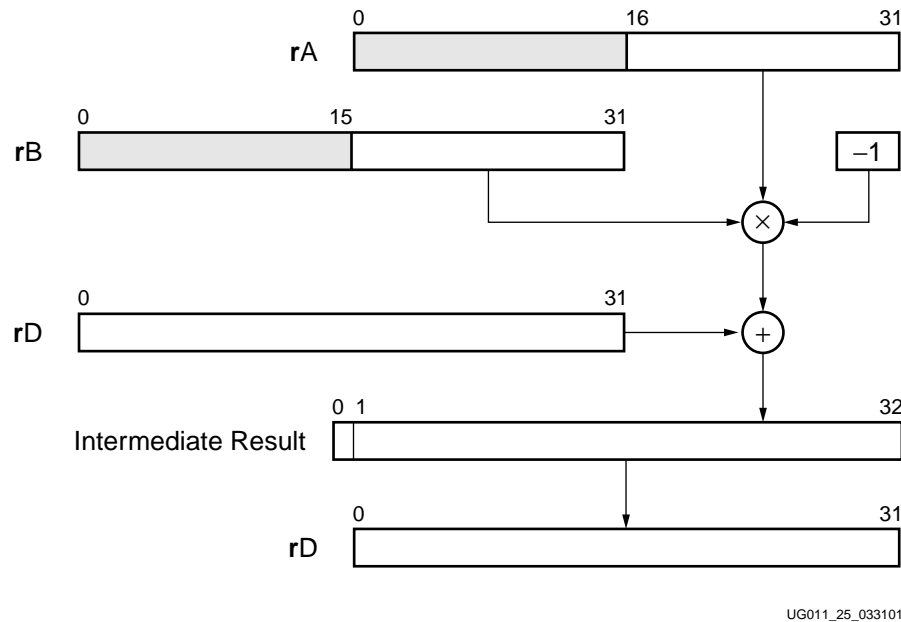 0 16 31
rA
0 15 31
rB −1
×
0 31
rD +
0 1 32
Intermediate Result
0 31
rD
UG011_25_033101